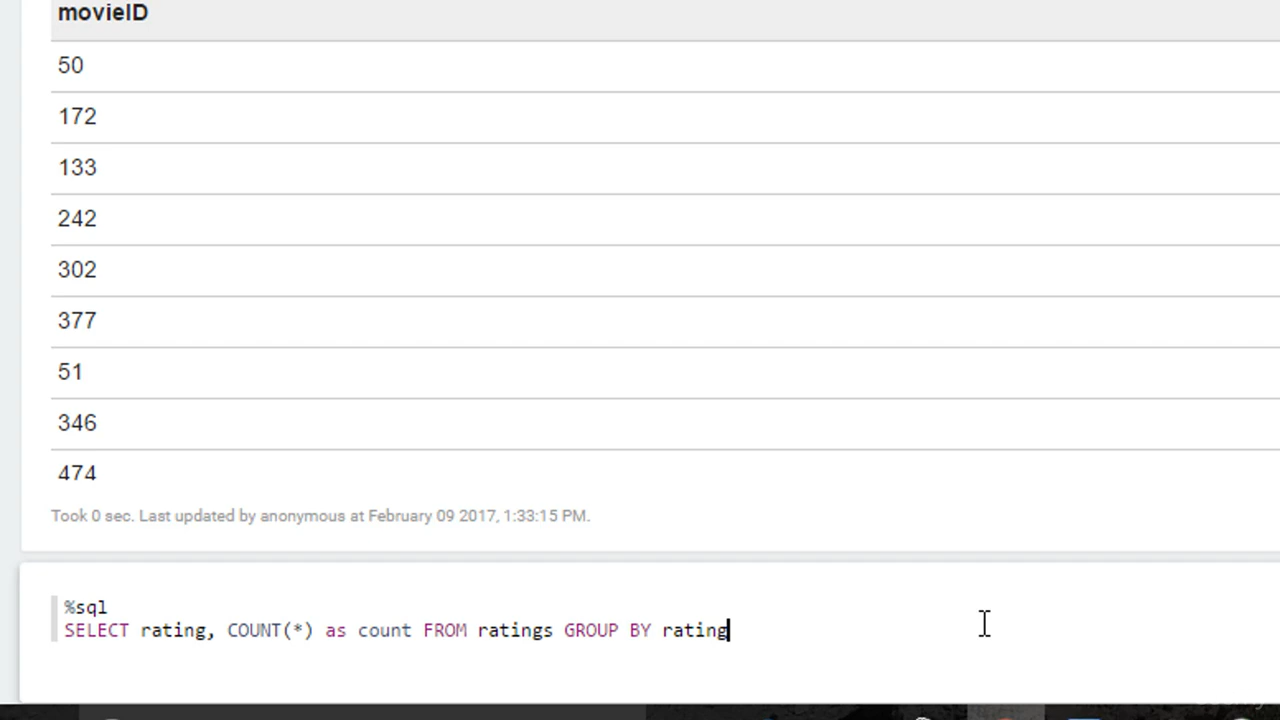 movieID
50
172
133
242
302
377
51
346
474
Took 0 sec. Last updated by anonymous at February 09 2017, 1:33:15 PM.
%sql
SELECT rating, COUNT(*) as count FROM ratings GROUP BY rating